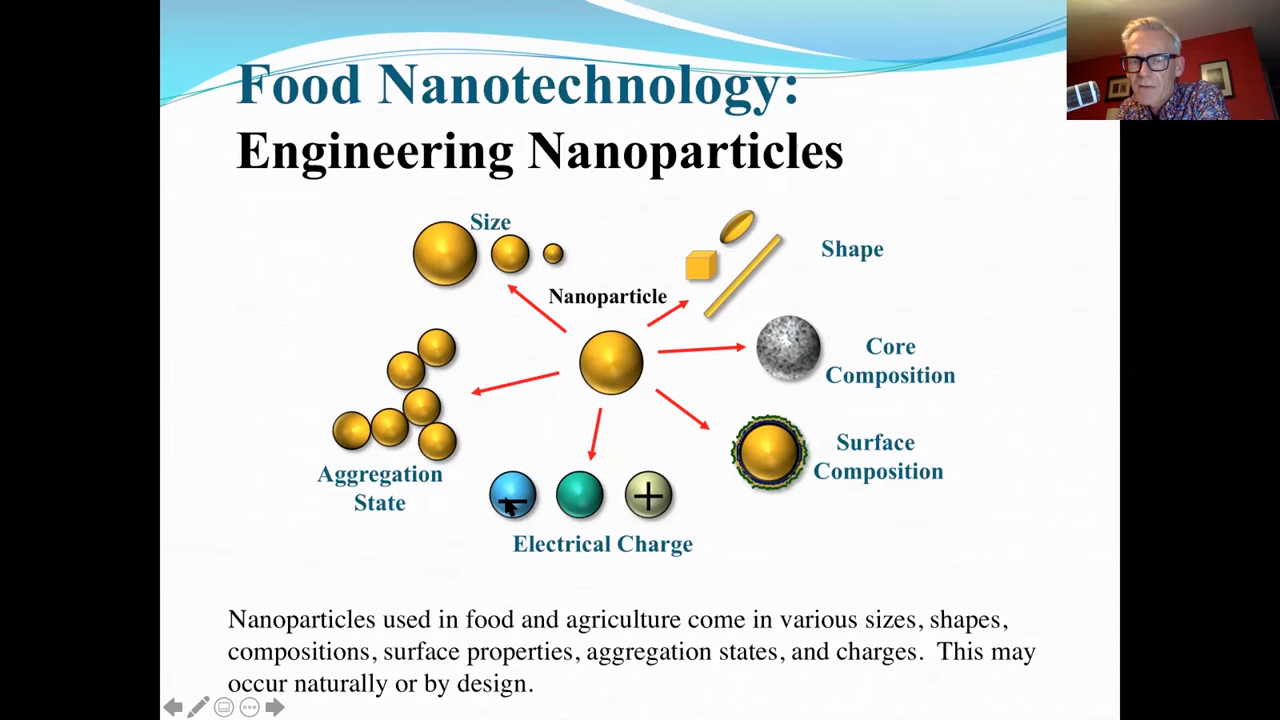 Food Nanotechnology:
Engineering Nanoparticles
Size
Shape
Nanoparticle
Core
Composition
Surface
Composition
Aggregation
State
Electrical Charge
Nanoparticles used in food and agriculture come in various sizes, shapes,
compositions, surface properties, aggregation states, and charges. This may
occur naturally or by design.